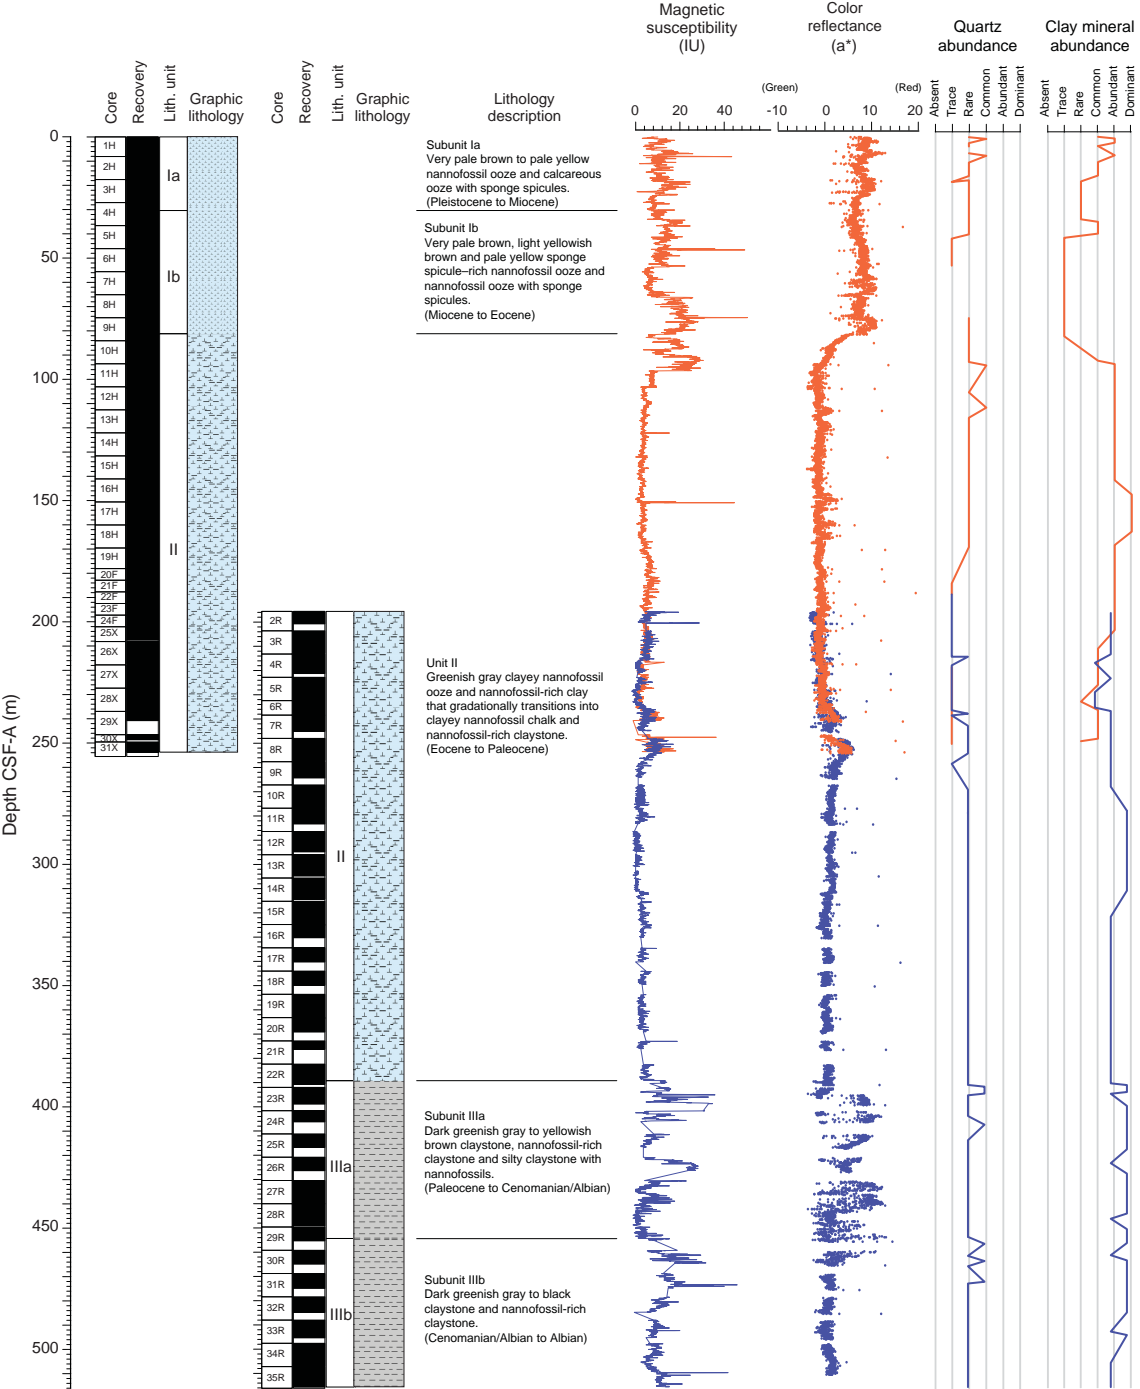 Magnetic
susceptibility
(IU)
Color
reflectance
(a*)
Quartz
abundance
Clay mineral
abundance
Core
Recovery
Lith. unit
Graphic
lithology
Core
Recovery
Lith. unit
Graphic
lithology
Lithology
description
(Green)
(Red)
0
20
40
-10
0
10
20
Absent
Trace
Rare
Common
Abundant
Dominant
Absent
Trace
Rare
Common
Abundant
Dominant
Depth CSF-A (m)
0
50
100
150
200
250
300
350
400
450
500
1H
2H
3H
4H
5H
6H
7H
8H
9H
10H
11H
12H
13H
14H
15H
16H
17H
18H
19H
20F
21F
22F
23F
24F
25X
26X
27X
28X
29X
30X
31X
Ia
Ib
II
2R
3R
4R
5R
6R
7R
8R
9R
10R
11R
12R
13R
14R
15R
16R
17R
18R
19R
20R
21R
22R
23R
24R
25R
26R
27R
28R
29R
30R
31R
32R
33R
34R
35R
II
IIIa
IIIb
Subunit Ia
Very pale brown to pale yellow
nannofossil ooze and calcareous
ooze with sponge spicules.
(Pleistocene to Miocene)
Subunit Ib
Very pale brown, light yellowish
brown and pale yellow sponge
spicule–rich nannofossil ooze and
nannofossil ooze with sponge
spicules.
(Miocene to Eocene)
Unit II
Greenish gray clayey nannofossil
ooze and nannofossil-rich clay
that gradationally transitions into
clayey nannofossil chalk and
nannofossil-rich claystone.
(Eocene to Paleocene)
Subunit IIIa
Dark greenish gray to yellowish
brown claystone, nannofossil-rich
claystone and silty claystone with
nannofossils.
(Paleocene to Cenomanian/Albian)
Subunit IIIb
Dark greenish gray to black
claystone and nannofossil-rich
claystone.
(Cenomanian/Albian to Albian)